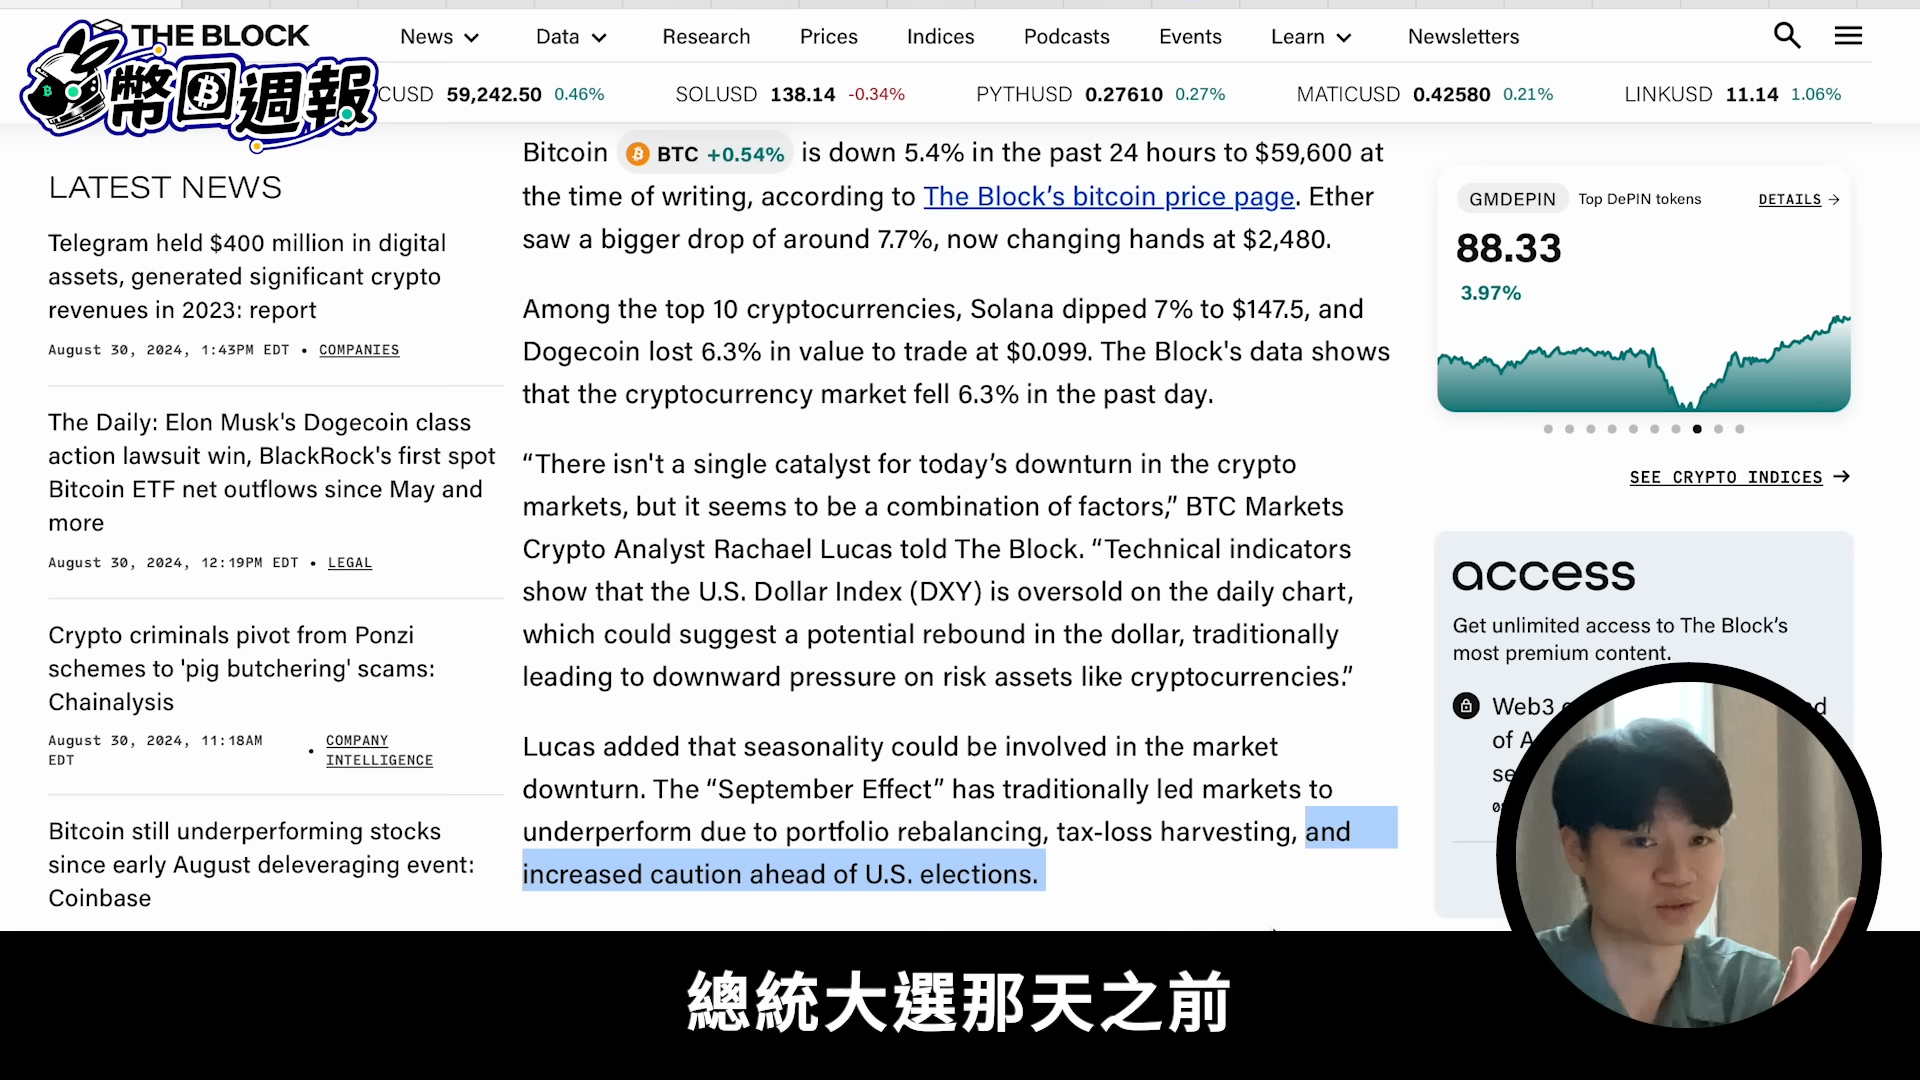 THE BLOCK
幣圈週報
News
Data
Research
Prices
Indices
Podcasts
Events
Learn
Newsletters
CUSD 59,242.50 0.46%
SOLUSD 138.14 -0.34%
PYTHUSD 0.27610 0.27%
MATICUSD 0.42580 0.21%
LINKUSD 11.14 1.06%
LATEST NEWS
Telegram held $400 million in digital
assets, generated significant crypto
revenues in 2023: report
August 30, 2024, 1:43PM EDT • COMPANIES
The Daily: Elon Musk's Dogecoin class
action lawsuit win, BlackRock's first spot
Bitcoin ETF net outflows since May and
more
August 30, 2024, 12:19PM EDT • LEGAL
Crypto criminals pivot from Ponzi
schemes to 'pig butchering' scams:
Chainalysis
August 30, 2024, 11:18AM
EDT
• COMPANY
INTELLIGENCE
Bitcoin still underperforming stocks
since early August deleveraging event:
Coinbase
Bitcoin BTC +0.54% is down 5.4% in the past 24 hours to $59,600 at
the time of writing, according to The Block’s bitcoin price page. Ether
saw a bigger drop of around 7.7%, now changing hands at $2,480.
Among the top 10 cryptocurrencies, Solana dipped 7% to $147.5, and
Dogecoin lost 6.3% in value to trade at $0.099. The Block's data shows
that the cryptocurrency market fell 6.3% in the past day.
“There isn't a single catalyst for today’s downturn in the crypto
markets, but it seems to be a combination of factors,” BTC Markets
Crypto Analyst Rachael Lucas told The Block. “Technical indicators
show that the U.S. Dollar Index (DXY) is oversold on the daily chart,
which could suggest a potential rebound in the dollar, traditionally
leading to downward pressure on risk assets like cryptocurrencies.”
Lucas added that seasonality could be involved in the market
downturn. The “September Effect” has traditionally led markets to
underperform due to portfolio rebalancing, tax-loss harvesting, and
increased caution ahead of U.S. elections.
GMDEPIN Top DePIN tokens DETAILS →
88.33
3.97%
SEE CRYPTO INDICES →
access
Get unlimited access to The Block’s
most premium content.
Web3
of
總統大選那天之前